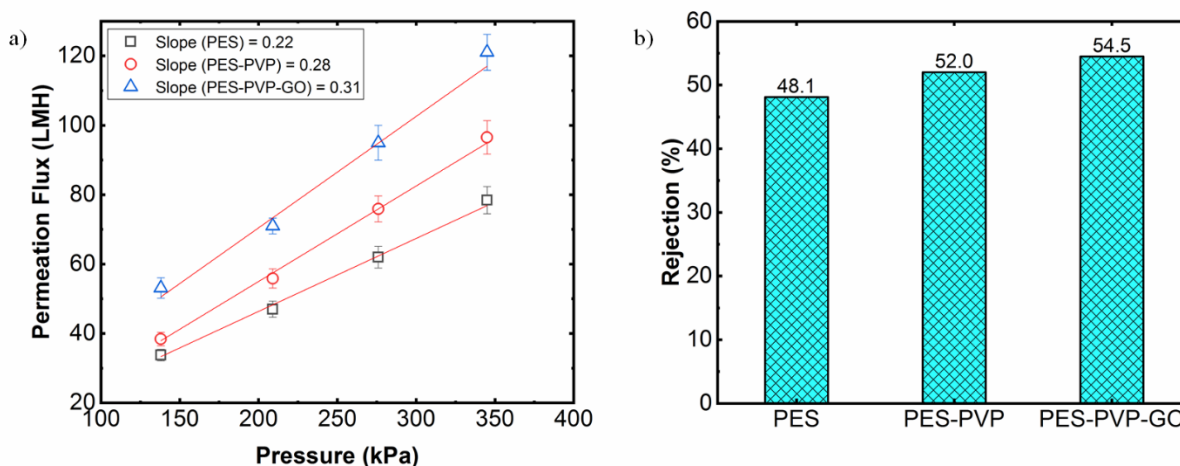 a)
Slope (PES) = 0.22
Slope (PES-PVP) = 0.28
Slope (PES-PVP-GO) = 0.31
120
100
80
60
40
20
100 150 200 250 300 350 400
Permeation Flux (LMH)
Pressure (kPa)
b)
48.1 52.0 54.5
60
50
40
30
20
10
0
Rejection (%)
PES PES-PVP PES-PVP-GO